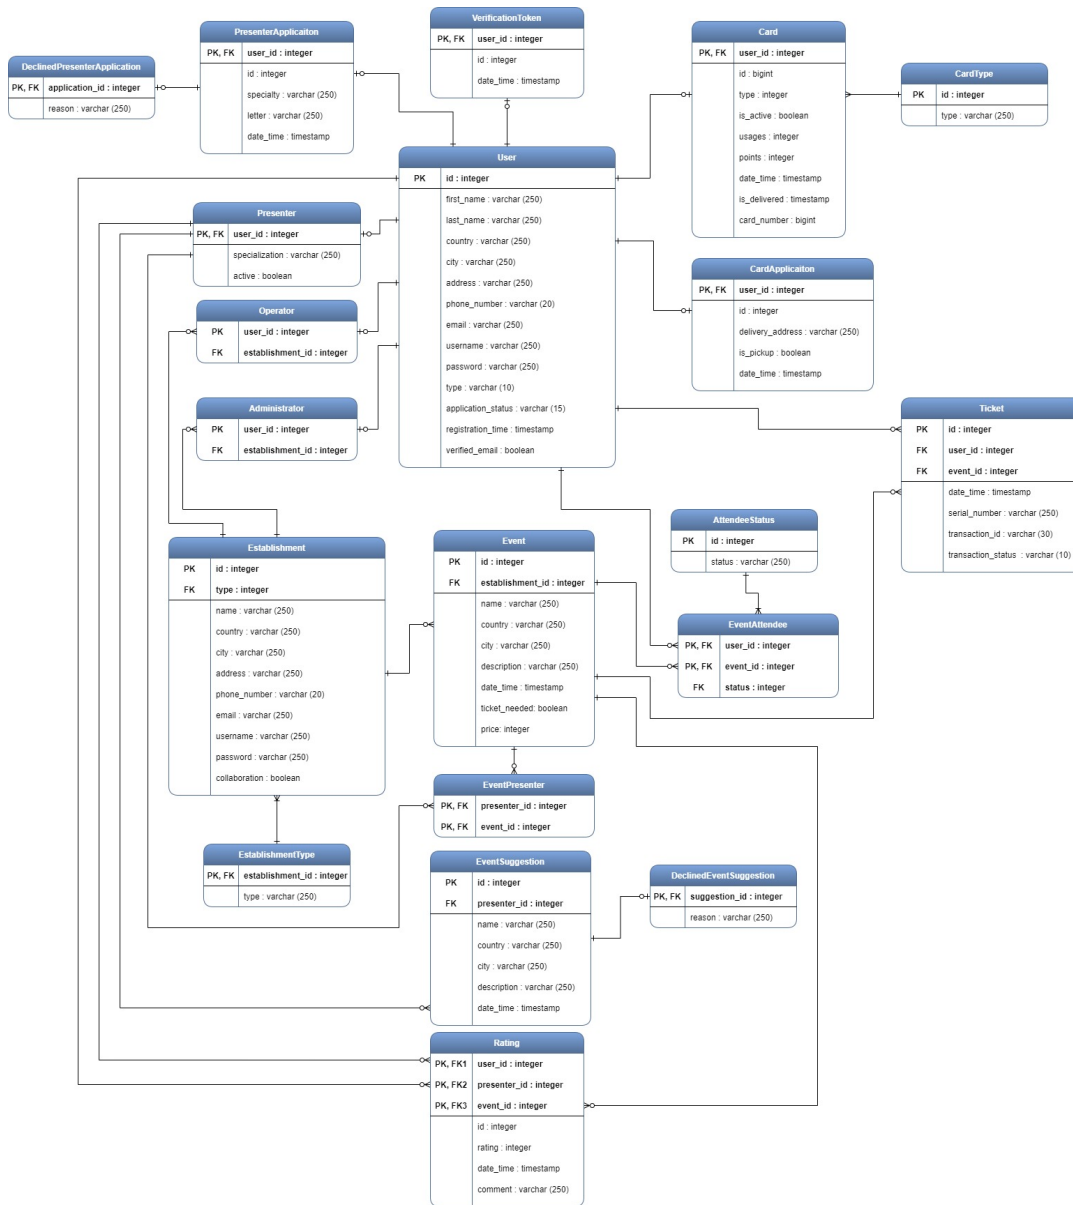 VerificationToken
PK, FK user_id : integer
id : integer
date_time : timestamp
PresenterApplicaiton
PK, FK user_id : integer
id : integer
specialty : varchar (250)
letter : varchar (250)
date_time : timestamp
DeclinedPresenterApplication
PK, FK application_id : integer
reason : varchar (250)
Card
PK, FK user_id : integer
id : bigint
type : integer
is_active : boolean
usages : integer
points : integer
date_time : timestamp
is_delivered : timestamp
card_number : bigint
CardType
PK id : integer
type : varchar (250)
User
PK id : integer
first_name : varchar (250)
last_name : varchar (250)
country : varchar (250)
city : varchar (250)
address : varchar (250)
phone_number : varchar (20)
email : varchar (250)
username : varchar (250)
password : varchar (250)
type : varchar (10)
application_status : varchar (15)
registration_time : timestamp
verified_email : boolean
Presenter
PK, FK user_id : integer
specialization : varchar (250)
active : boolean
CardApplicaiton
PK, FK user_id : integer
id : integer
delivery_address : varchar (250)
is_pickup : boolean
date_time : timestamp
Operator
PK user_id : integer
FK establishment_id : integer
Administrator
PK user_id : integer
FK establishment_id : integer
Ticket
PK id : integer
FK user_id : integer
FK event_id : integer
date_time : timestamp
serial_number : varchar (250)
transaction_id : varchar (30)
transaction_status : varchar (10)
AttendeeStatus
PK id : integer
status : varchar (250)
Establishment
PK id : integer
FK type : integer
name : varchar (250)
country : varchar (250)
city : varchar (250)
address : varchar (250)
phone_number : varchar (20)
email : varchar (250)
username : varchar (250)
password : varchar (250)
collaboration : boolean
Event
PK id : integer
FK establishment_id : integer
name : varchar (250)
country : varchar (250)
city : varchar (250)
description : varchar (250)
date_time : timestamp
ticket_needed: boolean
price: integer
EventAttendee
PK, FK user_id : integer
PK, FK event_id : integer
FK status : integer
EventPresenter
PK, FK presenter_id : integer
PK, FK event_id : integer
EstablishmentType
PK, FK establishment_id : integer
type : varchar (250)
EventSuggestion
PK id : integer
FK presenter_id : integer
name : varchar (250)
country : varchar (250)
city : varchar (250)
description : varchar (250)
date_time : timestamp
DeclinedEventSuggestion
PK, FK suggestion_id : integer
reason : varchar (250)
Rating
PK, FK1 user_id : integer
PK, FK2 presenter_id : integer
PK, FK3 event_id : integer
id : integer
rating : integer
date_time : timestamp
comment : varchar (250)